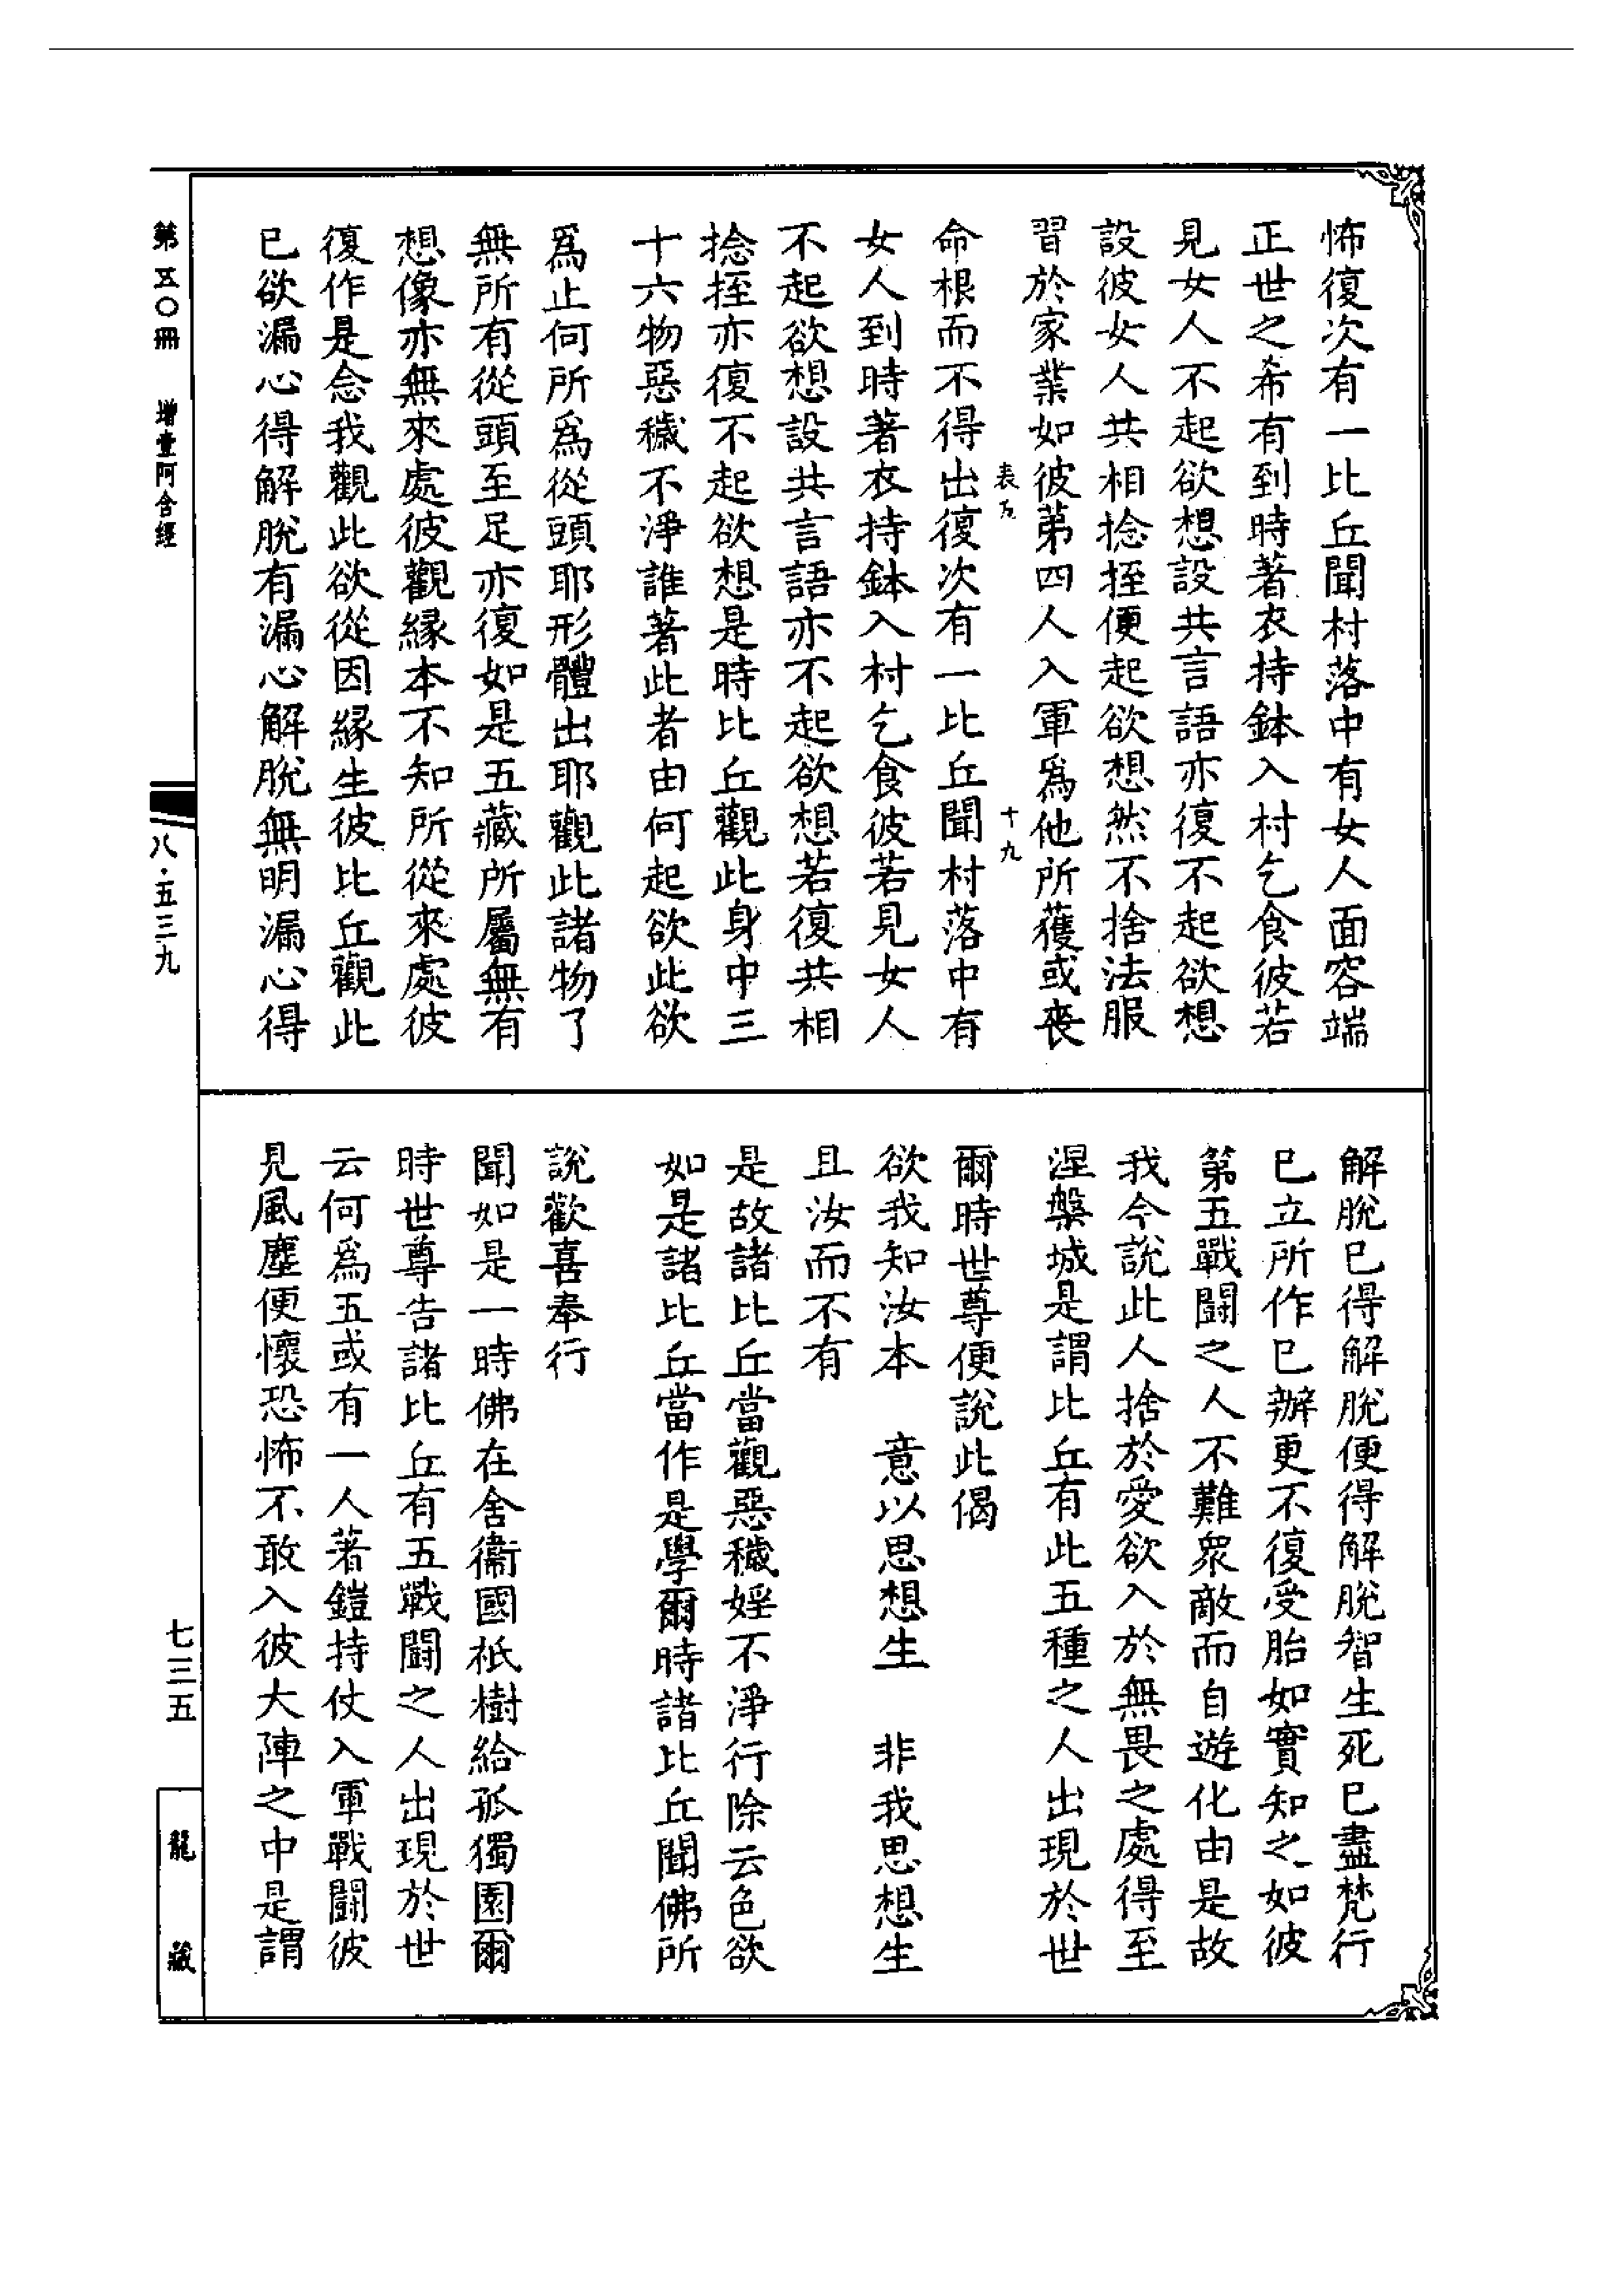 怖復次有一比丘聞村落中有女人面容端
正世之希有到時著衣持鉢入村乞食彼若
見女人不起欲想設共言語亦復不起欲想
設彼女人共相捻挃便起欲想然不捨法服
習於家業如彼第四人入軍爲他所獲或喪
十九
命根而不得出復次有一比丘聞村落中有
女人到時著衣持鉢入村乞食彼若見女人
不起欲想設共言語亦不起欲想若復共相
捻挃亦復不起欲想是時比丘觀此身中三
十六物惡穢不淨誰著此者由何起欲此欲
爲止何所爲從頭耶形體出耶觀此諸物了
無所有從頭至足亦復如是五藏所屬無有
想像亦無來處彼觀緣本不知所從來處彼
復作是念我觀此欲從因緣生彼比丘觀此
已欲漏心得解脫有漏心解脫無明漏心得
解脫已得解脫便得解脫智生死已盡梵行
已立所作已辦更不復受胎如實知之如彼
第五戰鬪之人不難衆敵而自遊化由是故
我今說此人捨於愛欲入於無畏之處得至
涅槃城是謂比丘有此五種之人出現於世
爾時世尊便說此偈
欲我知汝本　意以思想生　非我思想生
且汝而不有
是故諸比丘當觀惡穢婬不淨行除云色欲
如是諸比丘當作是學爾時諸比丘聞佛所
說歡喜奉行
聞如是一時佛在舍衞國祇樹給孤獨園爾
時世尊告諸比丘有五戰鬪之人出現於世
云何爲五或有一人著鎧持仗入軍戰鬪彼
見風塵便懷恐怖不敢入彼大陣之中是謂
第五〇冊　增壹阿含經
八·五三九
七三五
龍藏